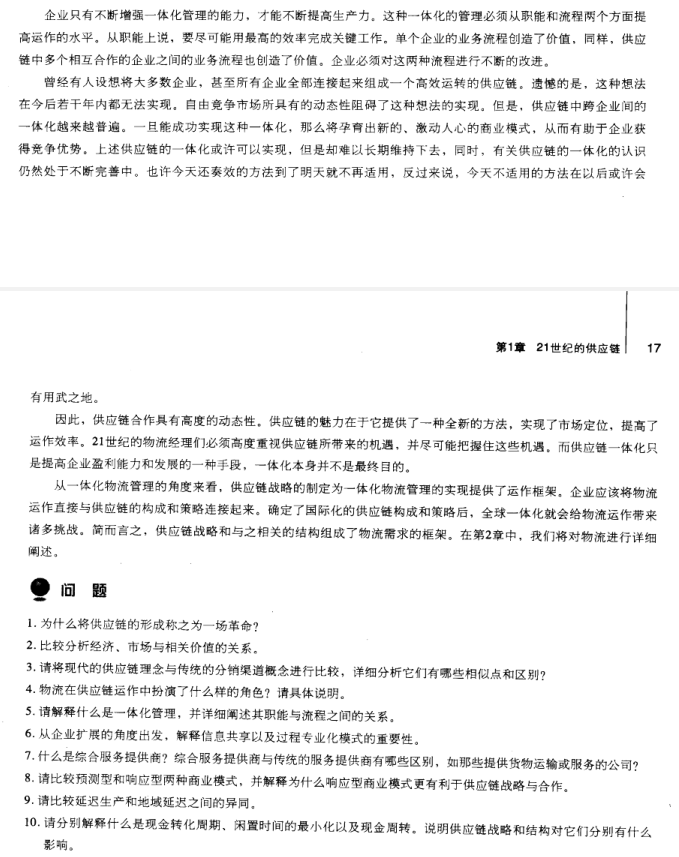 企业只有不断增强一体化管理的能力，才能不断提高生产力。这种一体化的管理必须从职能和流程两个方面提
高运作的水平。从职能上说，要尽可能用最高的效率完成关键工作。单个企业的业务流程创造了价值，同样，供应
链中多个相互合作的企业之间的业务流程也创造了价值。企业必须对这两种流程进行不断的改进。
曾经有人设想将大多数企业，甚至所有企业全部连接起来组成一个高效运转的供应链。遗憾的是，这种想法
在今后若干年内都无法实现。自由竞争市场所具有的动态性阻碍了这种想法的实现。但是，供应链中跨企业间的
一体化越来越普遍。一旦能成功实现这种一体化，那么将孕育出新的、激动人心的商业模式，从而有助于企业获
得竞争优势。上述供应链的一体化或许可以实现，但是却难以长期维持下去，同时，有关供应链的一体化的认识
仍然处于不断完善中。也许今天还奏效的方法到了明天就不再适用，反过来说，今天不适用的方法在以后或许会
第1章 21世纪的供应链 17
有用武之地。
因此，供应链合作具有高度的动态性。供应链的魅力在于它提供了一种全新的方法，实现了市场定位，提高了
运作效率。21世纪的物流经理们必须高度重视供应链所带来的机遇，并尽可能把握住这些机遇。而供应链一体化只
是提高企业盈利能力和发展的一种手段，一体化本身并不是最终目的。
从一体化物流管理的角度来看，供应链战略的制定为一体化物流管理的实现提供了运作框架。企业应该将物流
运作直接与供应链的构成和策略连接起来。确定了国际化的供应链构成和策略后，全球一体化就会给物流运作带来
诸多挑战。简而言之，供应链战略和与之相关的结构组成了物流需求的框架。在第2章中，我们将对物流进行详细
阐述。
问 题
1. 为什么将供应链的形成称之为一场革命？
2. 比较分析经济、市场与相关价值的关系。
3. 请将现代的供应链理念与传统的分销渠道概念进行比较，详细分析它们有哪些相似点和区别？
4. 物流在供应链运作中扮演了什么样的角色？请具体说明。
5. 请解释什么是一体化管理，并详细阐述其职能与流程之间的关系。
6. 从企业扩展的角度出发，解释信息共享以及过程专业化模式的重要性。
7. 什么是综合服务提供商？综合服务提供商与传统的服务提供商有哪些区别，如那些提供货物运输或服务的公司？
8. 请比较预测型和响应型两种商业模式，并解释为什么响应型商业模式更有利于供应链战略与合作。
9. 请比较延迟生产和地域延迟之间的异同。
10. 请分别解释什么是现金转化周期、闲置时间的最小化以及现金周转。说明供应链战略和结构对它们分别有什么
影响。